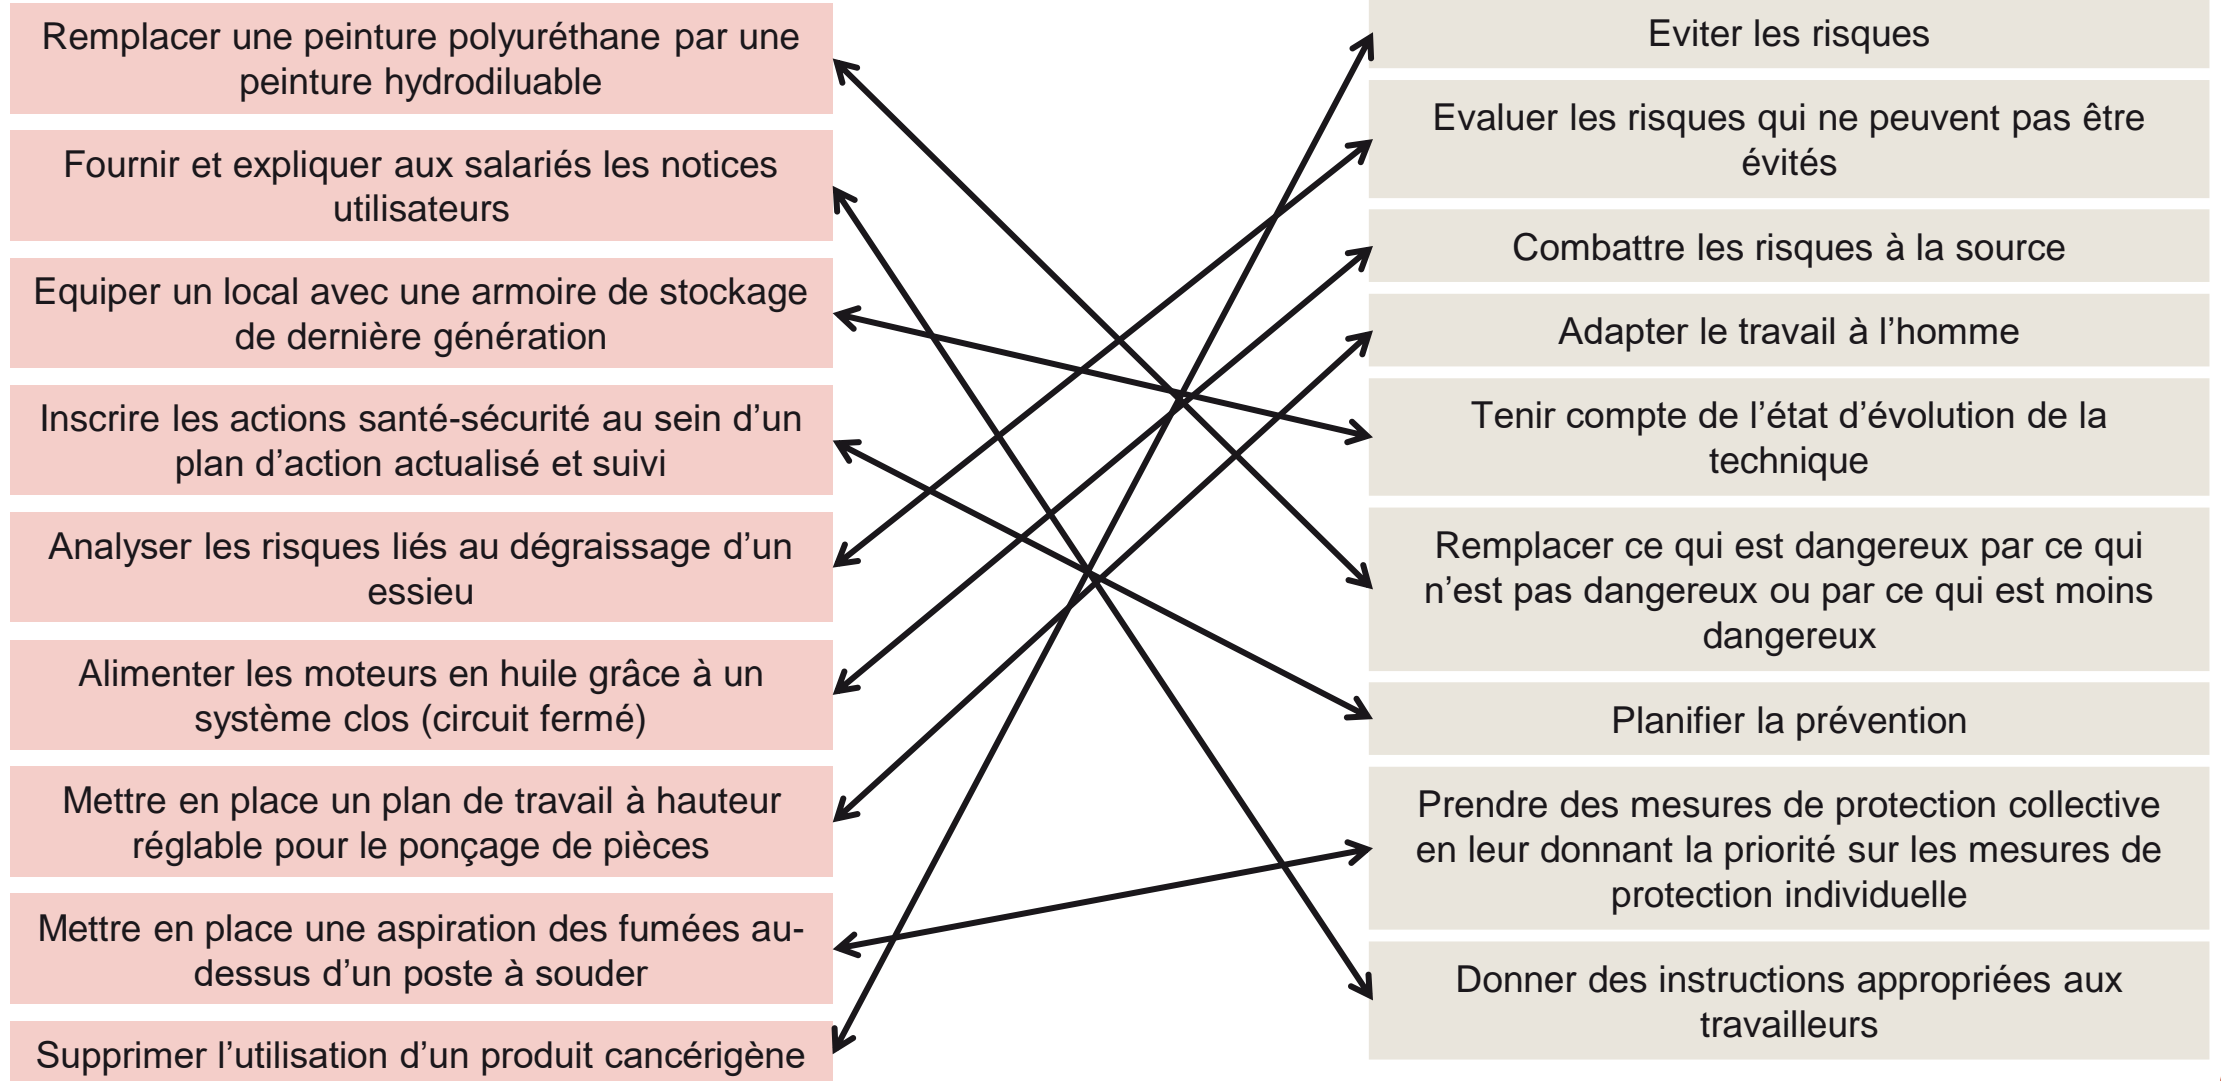 Remplacer une peinture polyuréthane par une
peinture hydrodiluable
Fournir et expliquer aux salariés les notices
utilisateurs
Equiper un local avec une armoire de stockage
de dernière génération
Inscrire les actions santé-sécurité au sein d’un
plan d’action actualisé et suivi
Analyser les risques liés au dégraissage d’un
essieu
Alimenter les moteurs en huile grâce à un
système clos (circuit fermé)
Mettre en place un plan de travail à hauteur
réglable pour le ponçage de pièces
Mettre en place une aspiration des fumées au-
dessus d’un poste à souder
Supprimer l’utilisation d’un produit cancérigène
Eviter les risques
Evaluer les risques qui ne peuvent pas être
évités
Combattre les risques à la source
Adapter le travail à l’homme
Tenir compte de l’état d’évolution de la
technique
Remplacer ce qui est dangereux par ce qui
n’est pas dangereux ou par ce qui est moins
dangereux
Planifier la prévention
Prendre des mesures de protection collective
en leur donnant la priorité sur les mesures de
protection individuelle
Donner des instructions appropriées aux
travailleurs